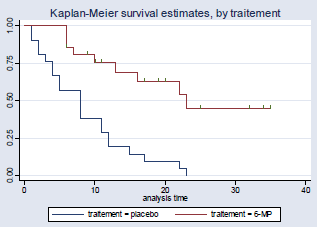 Kaplan-Meier survival estimates, by traitement
1.00
0.75
0.50
0.25
0.00
0 10 20 30 40
analysis time
traitement = placebo traitement = 6-MP